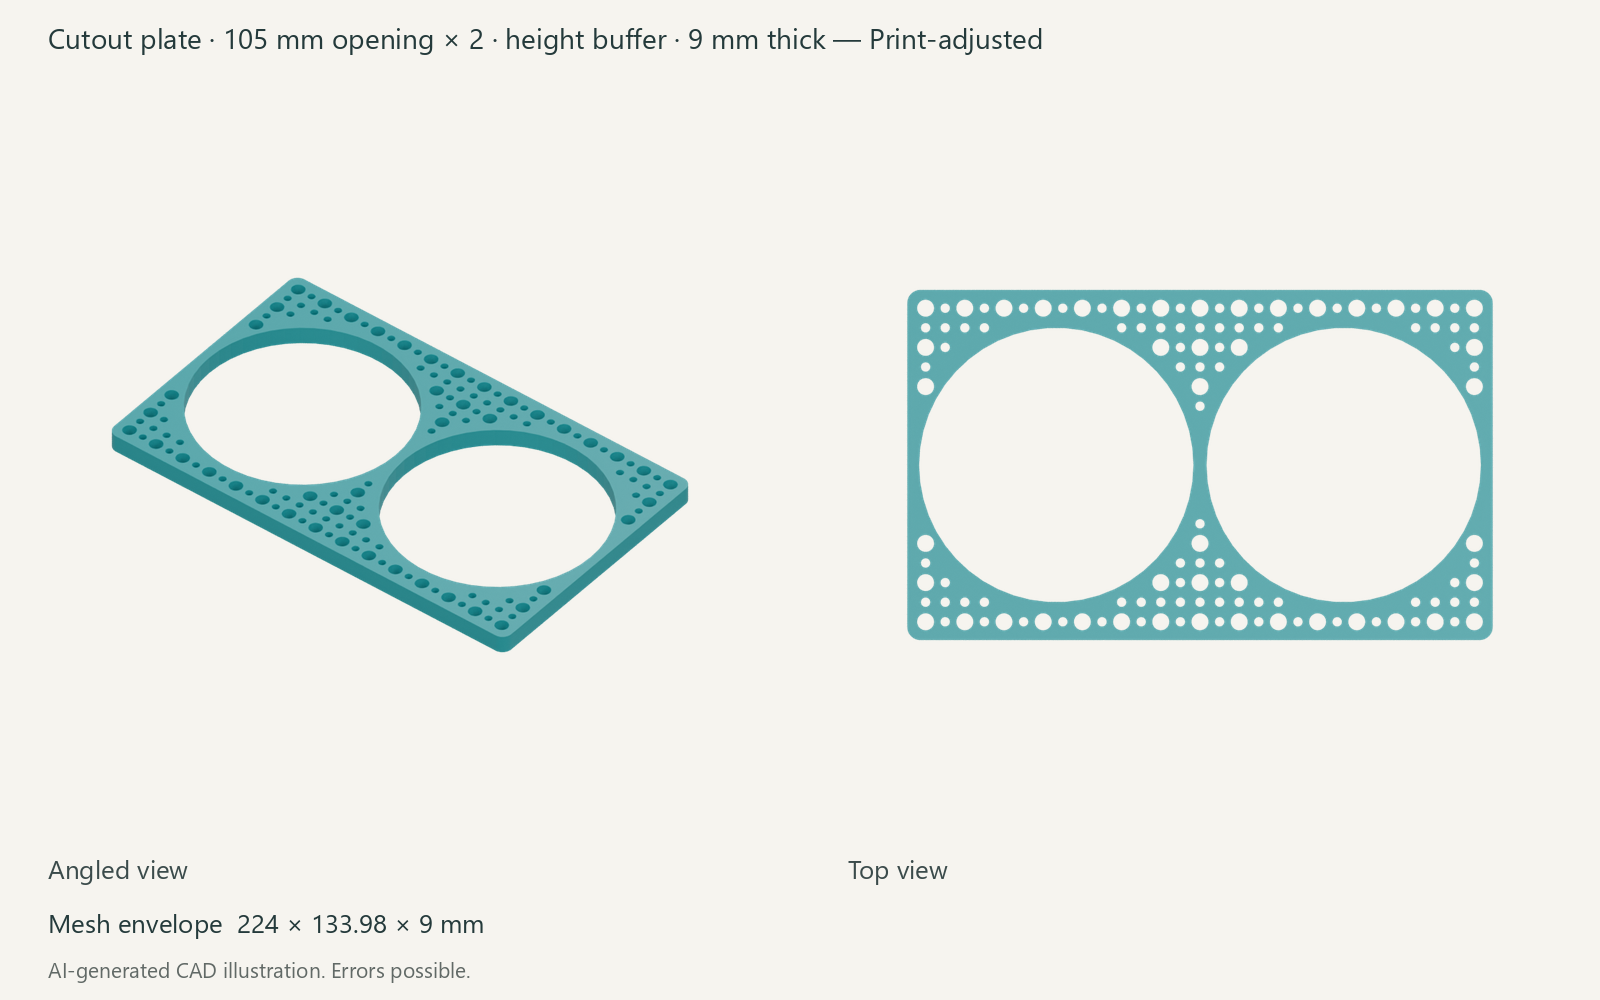 Cutout plate · 105 mm opening × 2 · height buffer · 9 mm thick — Print-adjusted
Angled view
Top view
Mesh envelope 224 × 133.98 × 9 mm
AI-generated CAD illustration. Errors possible.